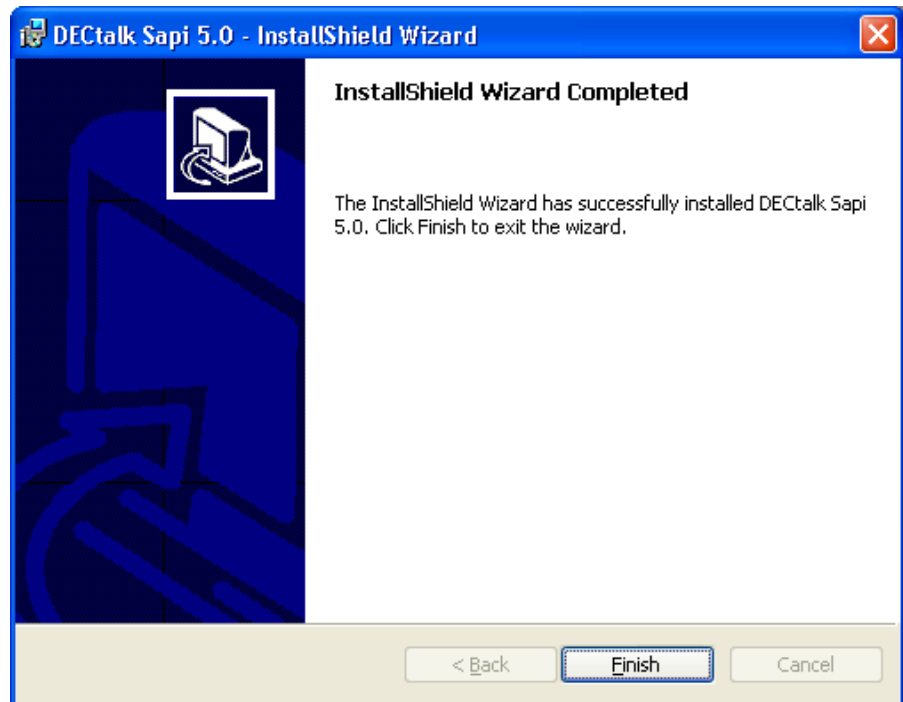 DECtalk Sapi 5.0 - InstallShield Wizard
InstallShield Wizard Completed
The InstallShield Wizard has successfully installed DECtalk Sapi
5.0. Click Finish to exit the wizard.
< Back Finish Cancel